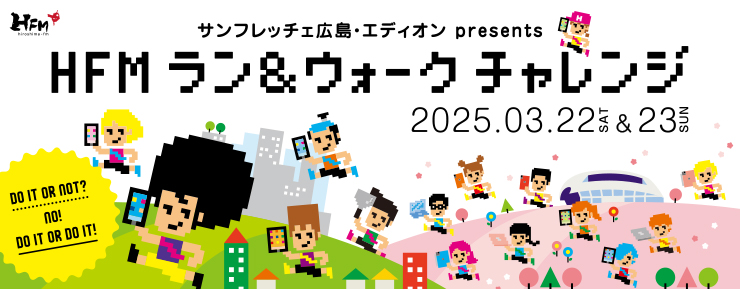 HFM
hiroshima-fm
サンフレッチェ広島・エディオン presents
HFM ラン&ウォーク チャレンジ
2025.03.22 SAT & 23 SUN
DO IT OR NOT?
NO!
DO IT OR DO IT!
H